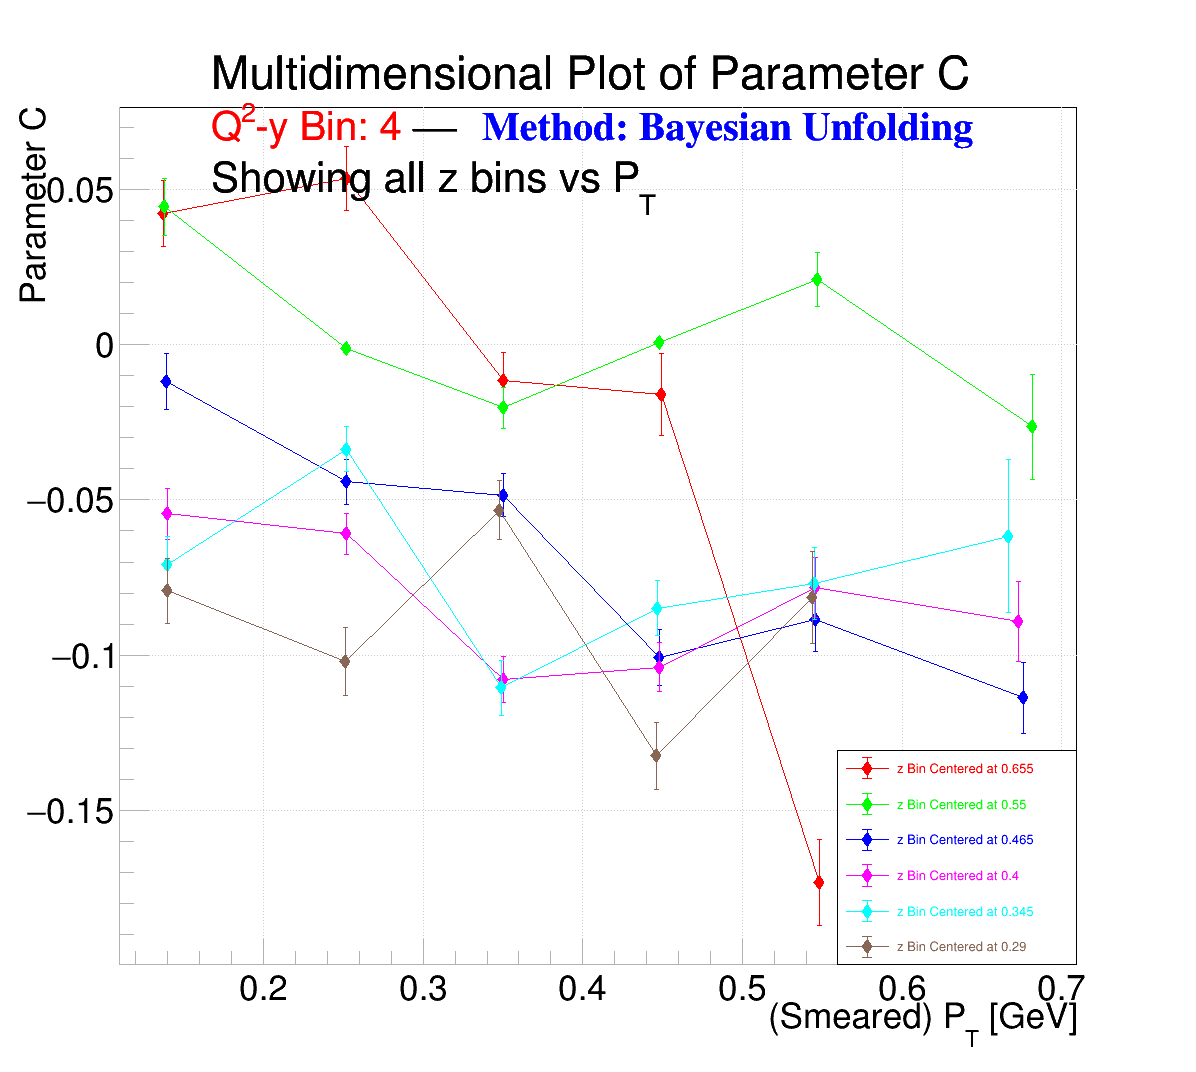 Multidimensional Plot of Parameter C
Q²-y Bin: 4 — Method: Bayesian Unfolding
Showing all z bins vs P_T
Parameter C
0.05
0
−0.05
−0.1
−0.15
z Bin Centered at 0.655
z Bin Centered at 0.55
z Bin Centered at 0.465
z Bin Centered at 0.4
z Bin Centered at 0.345
z Bin Centered at 0.29
0.2 0.3 0.4 0.5 0.6 0.7
(Smeared) P_T [GeV]